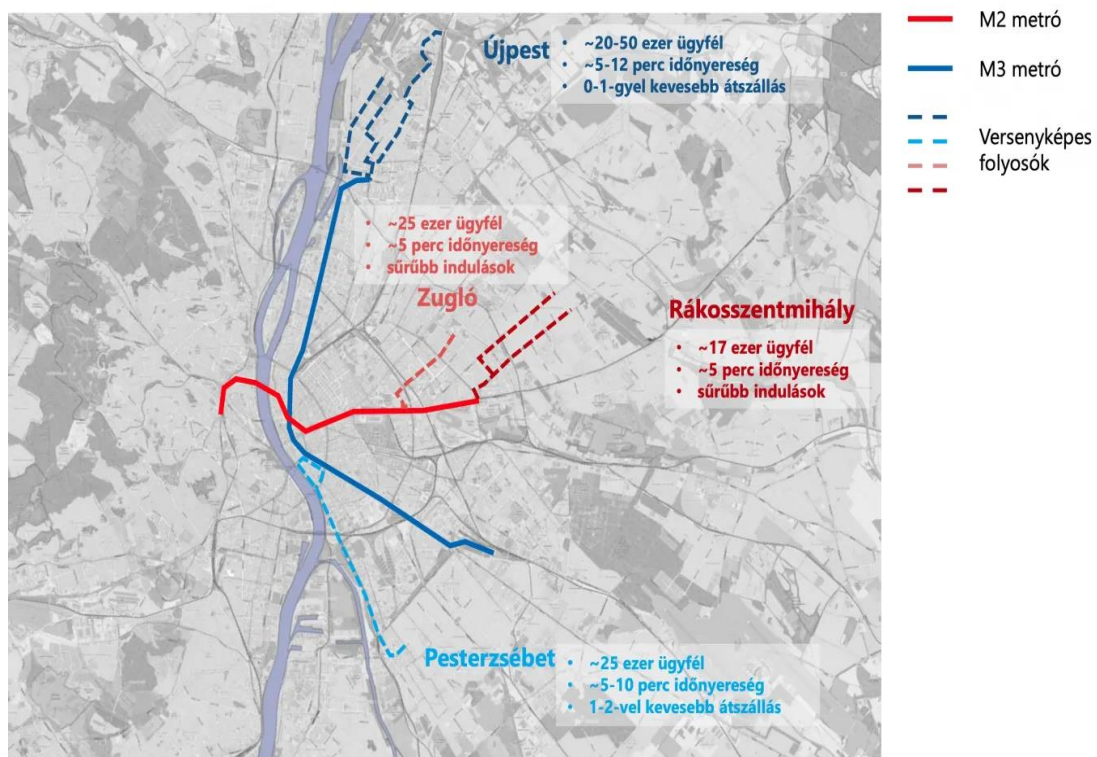 M2 metró
M3 metró
Versenyképes
folyosók
Újpest
• ~20-50 ezer ügyfél
• ~5-12 perc időnyereség
• 0-1-gyel kevesebb átszállás
• ~25 ezer ügyfél
• ~5 perc időnyereség
• sűrűbb indulások
Zugló
Rákosszentmihály
• ~17 ezer ügyfél
• ~5 perc időnyereség
• sűrűbb indulások
Pesterzsébet
• ~25 ezer ügyfél
• ~5-10 perc időnyereség
• 1-2-vel kevesebb átszállás